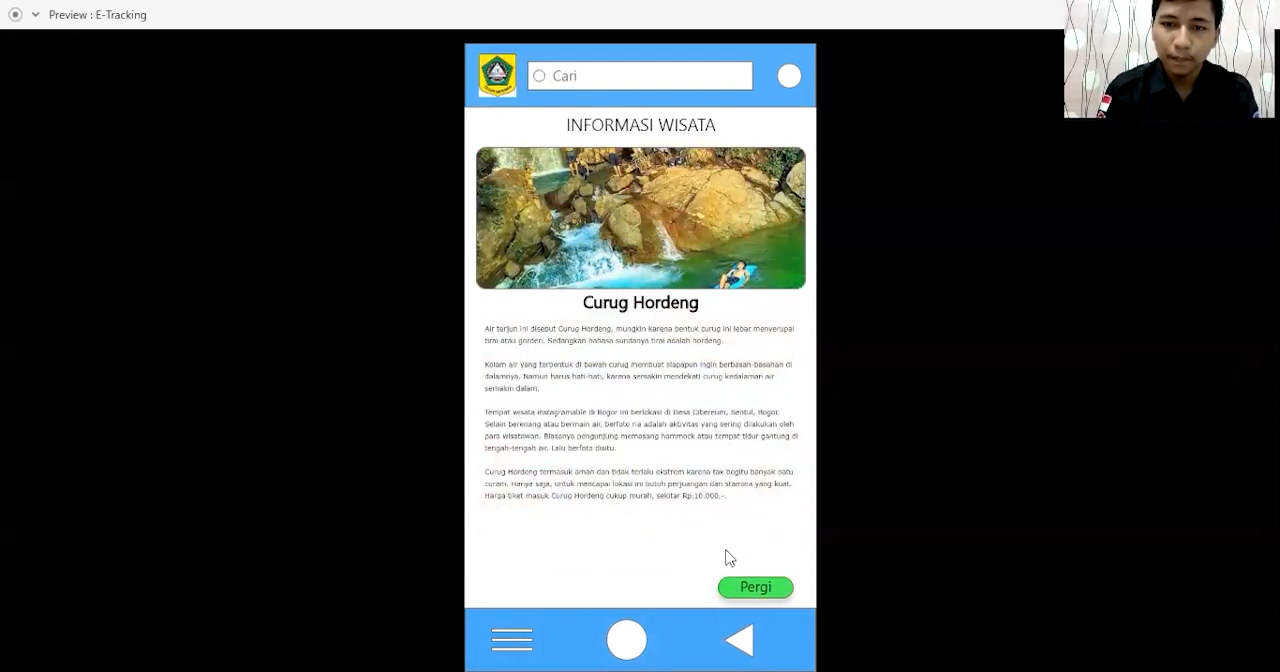 Preview : E-Tracking
Cari
INFORMASI WISATA
Curug Hordeng
Air terjun ini disebut Curug Hordeng, mungkin karena bentuk curug ini lebar menyerupai
tirai atau gorden. Sedangkan bahasa sundanya tirai adalah hordeng.
Kolam air yang terbentuk di bawah curug membuat siapapun ingin berbasah-basahan di
dalamnya. Namun harus hati-hati, karena semakin mendekati curug kedalaman air
semakin dalam.
Tempat wisata instagramable di Bogor ini berlokasi di Desa Cibereum, Sentul, Bogor.
Selain berenang atau bermain air, berfoto ria adalah aktivitas yang sering dilakukan oleh
para wisatawan. Biasanya pengunjung memasang hammock atau tempat tidur gantung di
tengah-tengah air. Lalu berfoto disitu.
Curug Hordeng termasuk aman dan tidak terlalu ekstrem karena tak begitu banyak batu
curam. Hanya saja, untuk mencapai lokasi ini butuh perjuangan dan stamina yang kuat.
Harga tiket masuk Curug Hordeng cukup murah, sekitar Rp.10.000,-.
Pergi